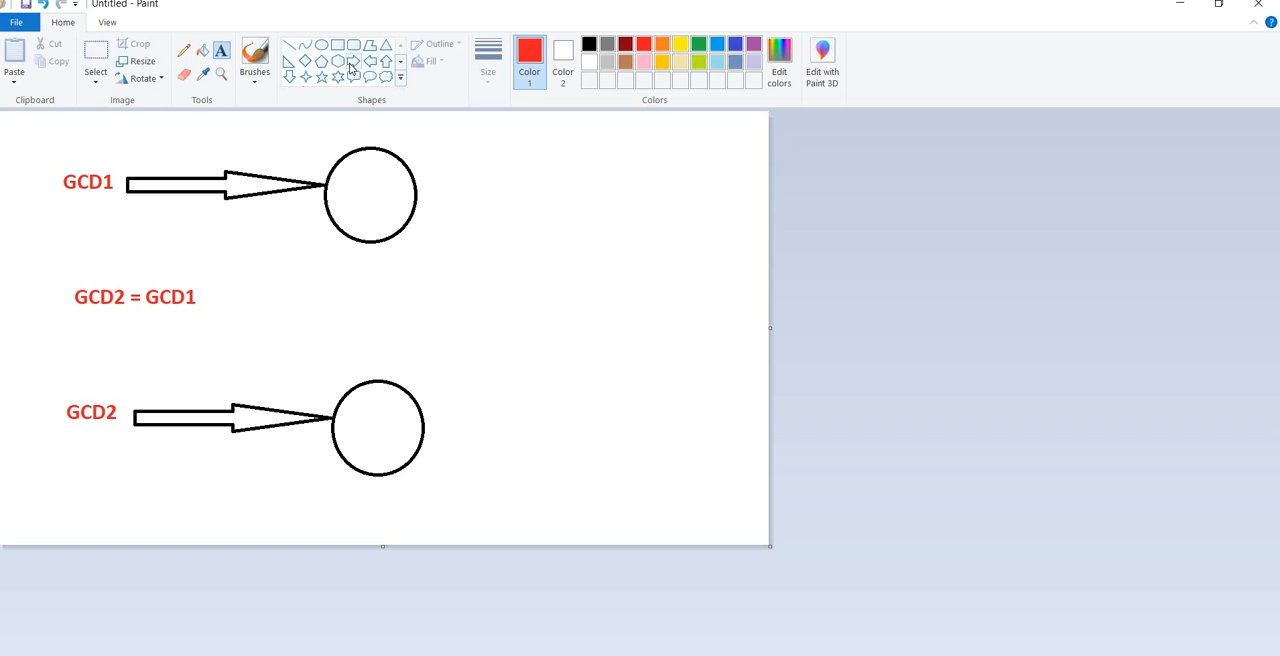 Untitled - Paint
File Home View
Cut
Crop
Outline
Copy
Resize
Fill
Paste
Select
Rotate
Brushes
Size
Color
1
Color
2
Edit
colors
Edit with
Paint 3D
Clipboard
Image
Tools
Shapes
Colors
GCD1
GCD2 = GCD1
GCD2